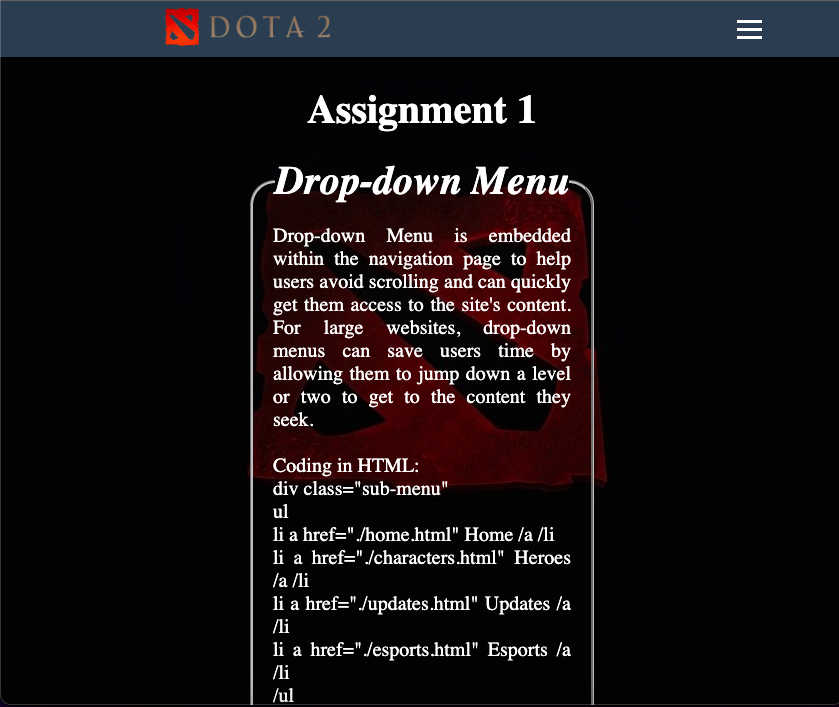 DOTA 2
Assignment 1
Drop-down Menu
Drop-down Menu is embedded
within the navigation page to help
users avoid scrolling and can quickly
get them access to the site's content.
For large websites, drop-down
menus can save users time by
allowing them to jump down a level
or two to get to the content they
seek.
Coding in HTML:
div class="sub-menu"
ul
li a href="./home.html" Home /a /li
li a href="./characters.html" Heroes
/a /li
li a href="./updates.html" Updates /a
/li
li a href="./esports.html" Esports /a
/li
/ul